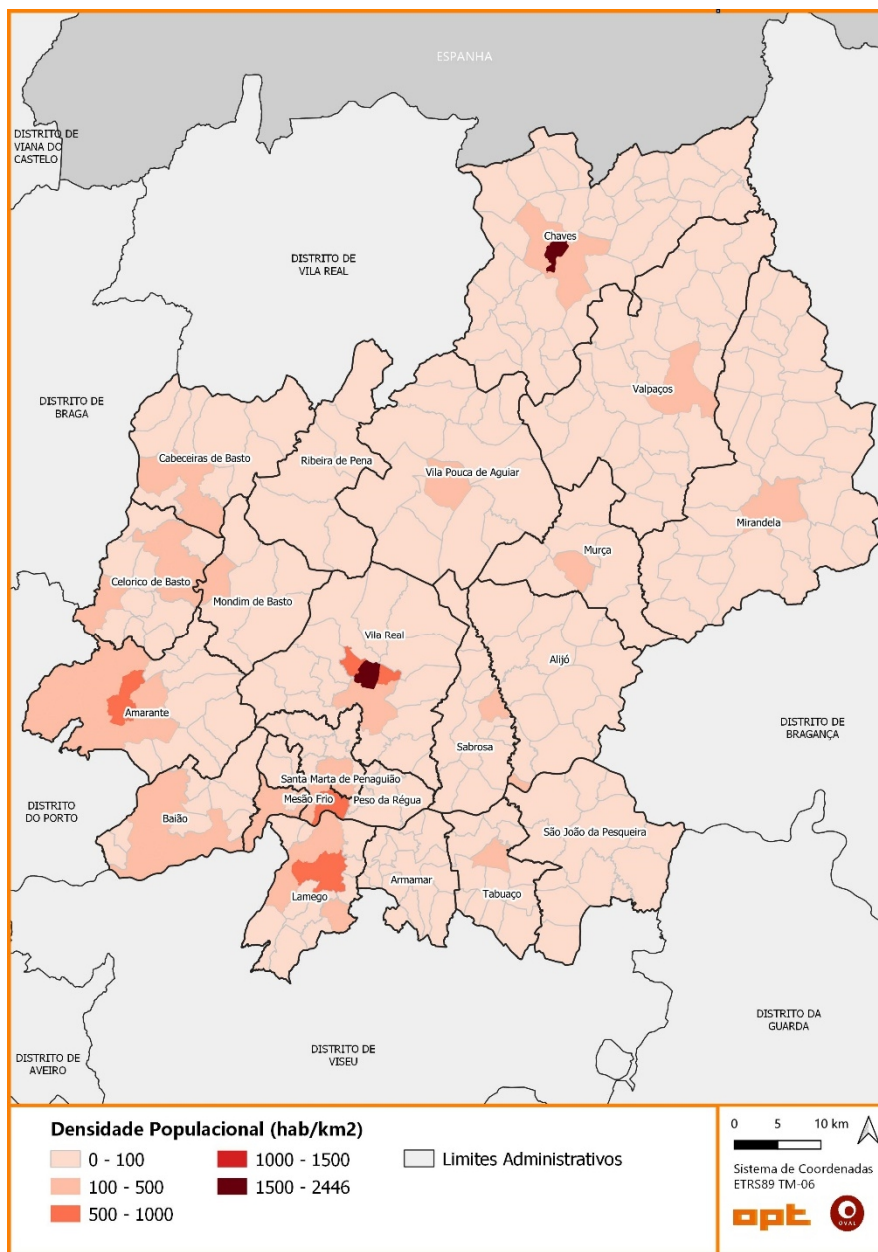 ESPANHA
DISTRITO DE
VIANA DO
CASTELO
DISTRITO DE
VILA REAL
Chaves
DISTRITO DE
BRAGA
Valpaços
Cabeceiras de Basto
Ribeira de Pena
Vila Pouca de Aguiar
Mirandela
Murça
Celorico de Basto
Mondim de Basto
Vila Real
Alijó
Amarante
DISTRITO DE
BRAGANÇA
Sabrosa
Santa Marta de Penaguião
Mesão Frio
Peso da Régua
DISTRITO
DO PORTO
Baião
São João da Pesqueira
Lamego
Armamar
Tabuaço
DISTRITO DA
GUARDA
DISTRITO DE
AVEIRO
DISTRITO DE
VISEU
Densidade Populacional (hab/km2)
0 - 100
100 - 500
500 - 1000
1000 - 1500
1500 - 2446
Limites Administrativos
0 5 10 km
Sistema de Coordenadas
ETRS89 TM-06
opt
OVAL